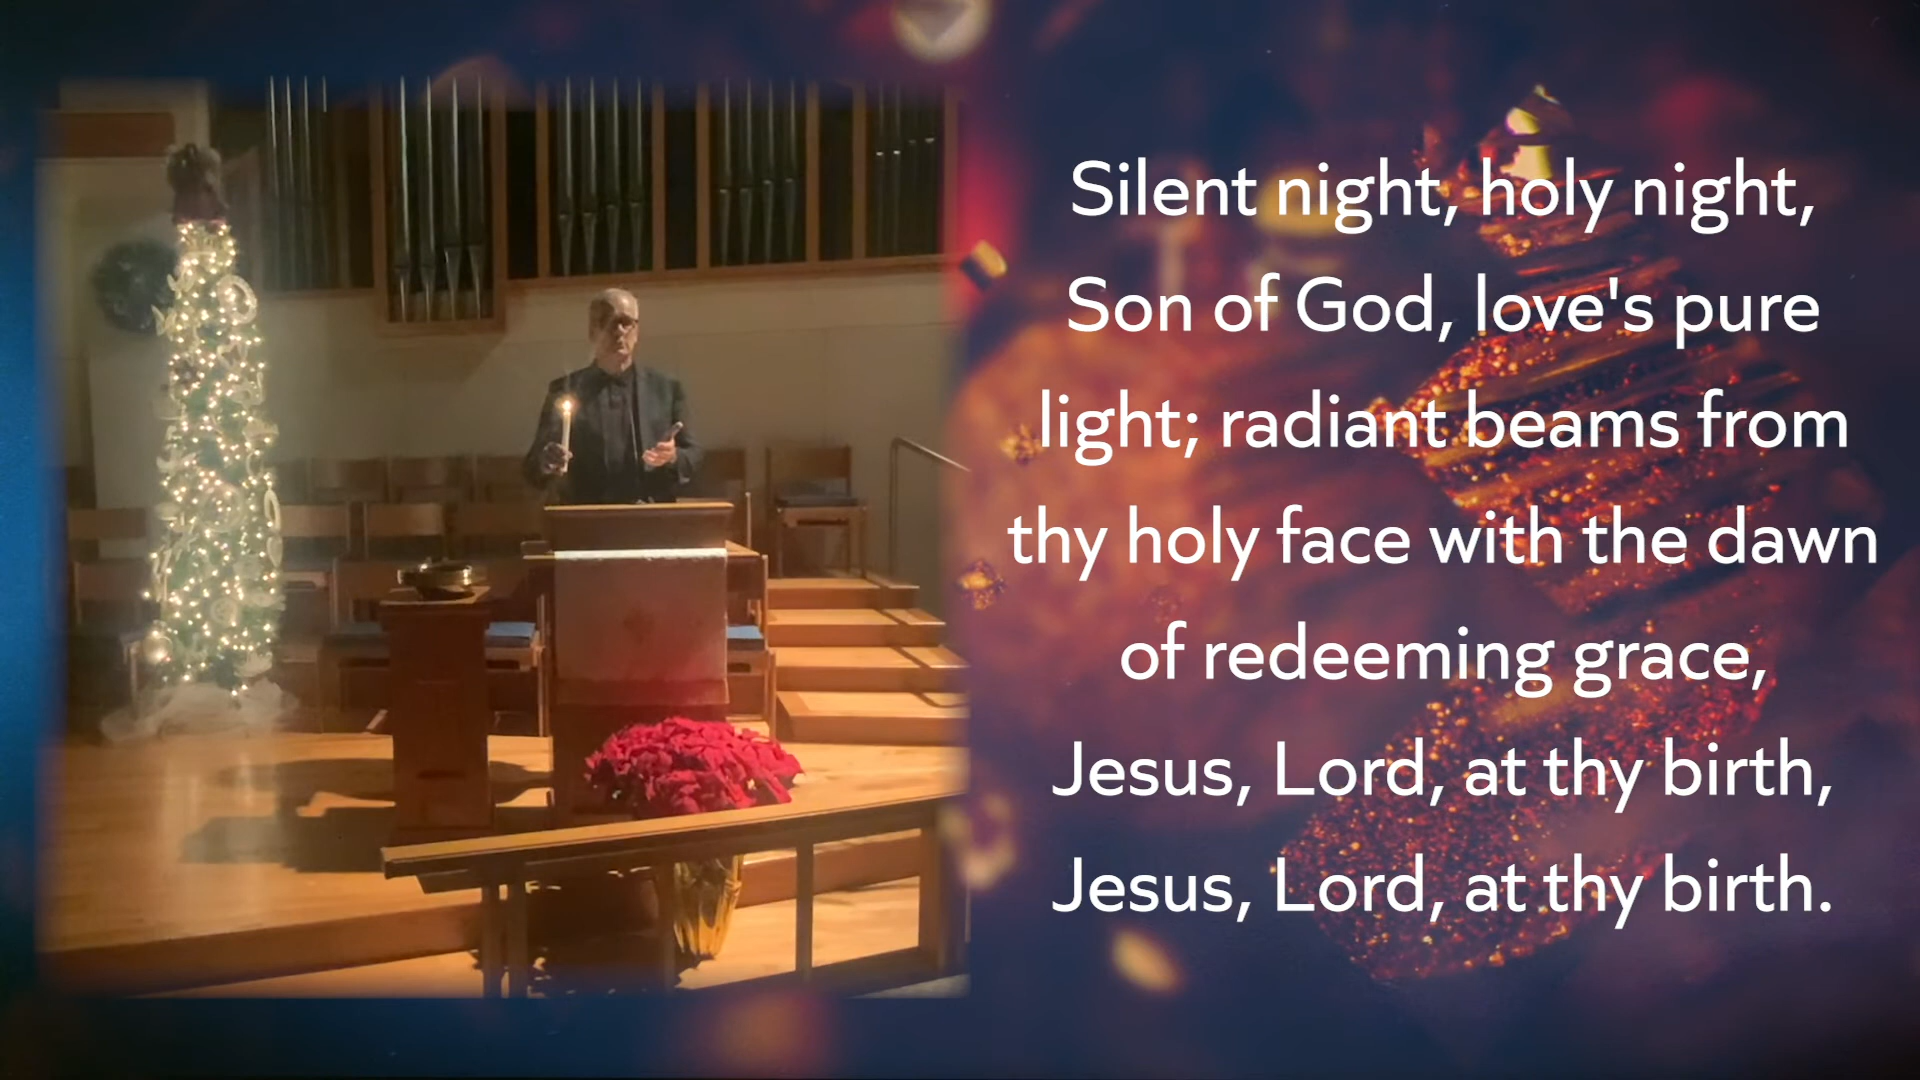 Silent night, holy night,
Son of God, love's pure
light; radiant beams from
thy holy face with the dawn
of redeeming grace,
Jesus, Lord, at thy birth,
Jesus, Lord, at thy birth.